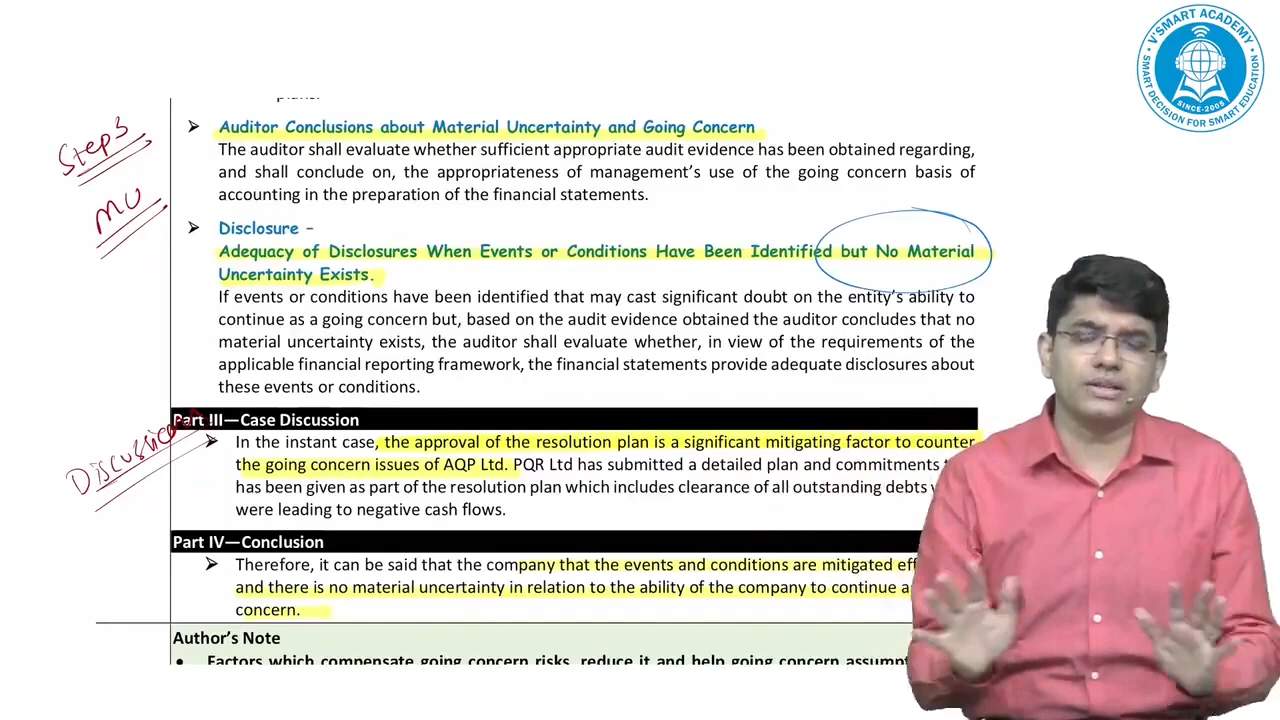 V'SMART ACADEMY
SINCE-2005
SMART DECISION FOR SMART EDUCATION
Step 3
MU
➢ Auditor Conclusions about Material Uncertainty and Going Concern
The auditor shall evaluate whether sufficient appropriate audit evidence has been obtained regarding,
and shall conclude on, the appropriateness of management's use of the going concern basis of
accounting in the preparation of the financial statements.
➢ Disclosure –
Adequacy of Disclosures When Events or Conditions Have Been Identified but No Material
Uncertainty Exists.
If events or conditions have been identified that may cast significant doubt on the entity's ability to
continue as a going concern but, based on the audit evidence obtained the auditor concludes that no
material uncertainty exists, the auditor shall evaluate whether, in view of the requirements of the
applicable financial reporting framework, the financial statements provide adequate disclosures about
these events or conditions.
Part III—Case Discussion
Discussion
➢ In the instant case, the approval of the resolution plan is a significant mitigating factor to counter
the going concern issues of AQP Ltd. PQR Ltd has submitted a detailed plan and commitments
has been given as part of the resolution plan which includes clearance of all outstanding debts
were leading to negative cash flows.
Part IV—Conclusion
➢ Therefore, it can be said that the company that the events and conditions are mitigated
and there is no material uncertainty in relation to the ability of the company to continue
concern.
Author's Note
• Factors which compensate going concern risks, reduce it and help going concern